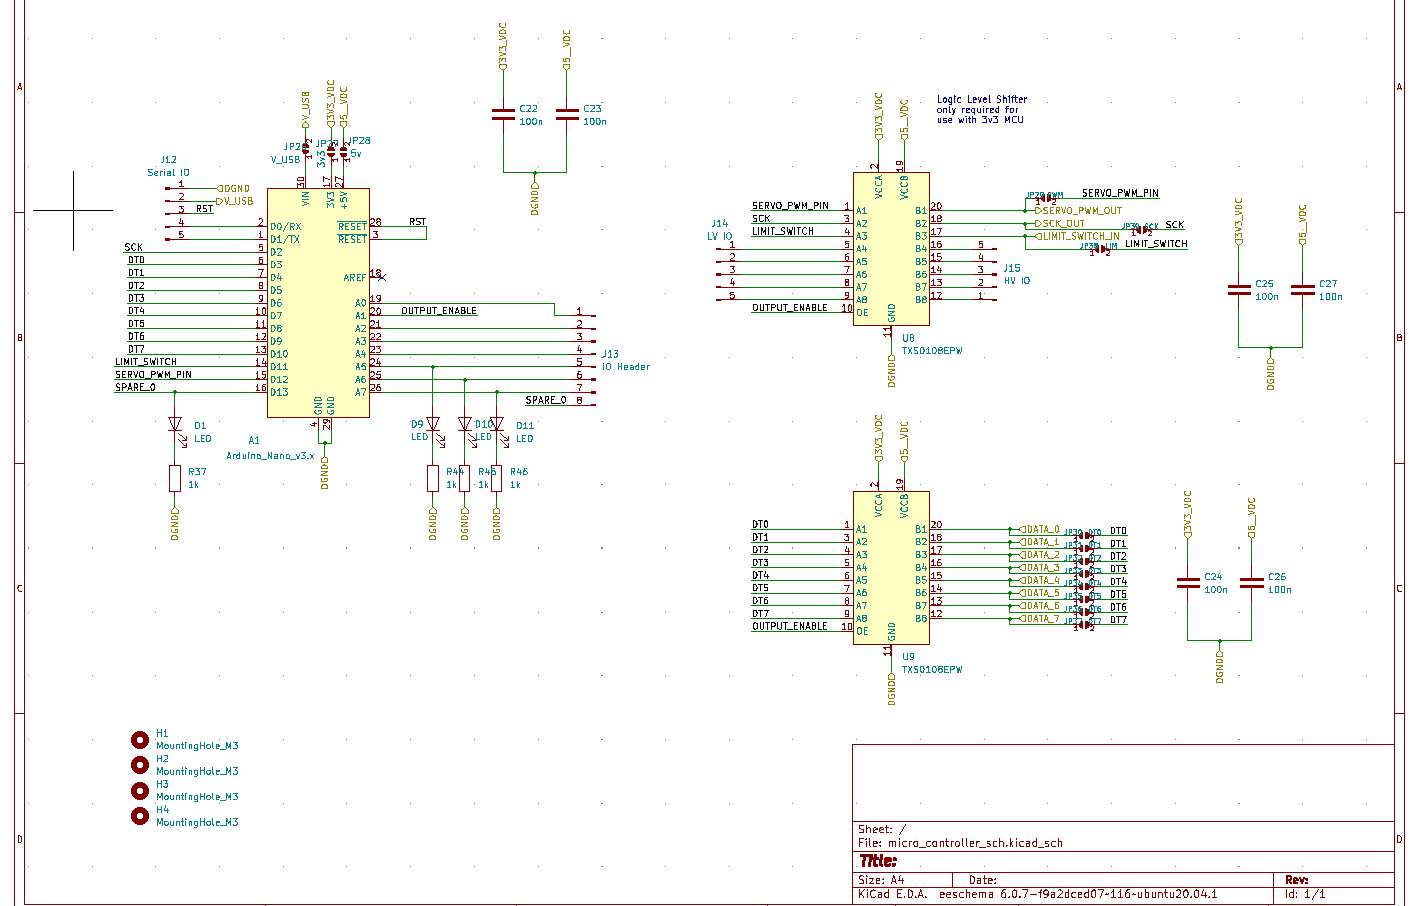 A
B
C
D
A
B
C
D
3V3_VDC
5_VDC
C22
100n
C23
100n
DGND
V_USB
3V3_VDC
5_VDC
V_USB
3v3
JP28
5v
J12
Serial IO
1
2
3
4
5
DGND
V_USB
RST
30
17
27
VIN
3V3
+5V
SCK
DT0
DT1
DT2
DT3
DT4
DT5
DT6
DT7
LIMIT_SWITCH
SERVO_PWM_PIN
SPARE_0
2 D0/RX
1 D1/TX
5 D2
6 D3
7 D4
8 D5
9 D6
10 D7
11 D8
12 D9
13 D10
14 D11
15 D12
16 D13
RESET 28
RESET 3
RST
AREF 18
A0 19
A1 20
A2 21
A3 22
A4 23
A5 24
A6 25
A7 26
OUTPUT_ENABLE
1
2
3
4
5
6
7
8
J13
IO Header
SPARE_0
GND
GND
4
29
A1
Arduino_Nano_v3.x
DGND
D1
LED
R37
1k
DGND
D9
LED
R44
1k
DGND
D10
LED
1k
DGND
D11
LED
R46
1k
DGND
Logic Level Shifter
only required for
use with 3v3 MCU
3V3_VDC
5_VDC
2
19
VCCA
VCCB
SERVO_PWM_PIN
SCK
LIMIT_SWITCH
J14
LV IO
1
2
3
4
5
OUTPUT_ENABLE
1 A1
3 A2
4 A3
5 A4
6 A5
7 A6
8 A7
9 A8
10 OE
B1 20
B2 18
B3 17
B4 16
B5 15
B6 14
B7 13
B8 12
GND
11
DGND
U8
TXS0108EPW
SERVO_PWM_PIN
SERVO_PWM_OUT
SCK_OUT
SCK
LIMIT_SWITCH_IN
LIMIT_SWITCH
5
4
3
2
1
J15
HV IO
3V3_VDC
5_VDC
C25
100n
C27
100n
DGND
3V3_VDC
5_VDC
2
19
VCCA
VCCB
DT0
DT1
DT2
DT3
DT4
DT5
DT6
DT7
OUTPUT_ENABLE
1 A1
3 A2
4 A3
5 A4
6 A5
7 A6
8 A7
9 A8
10 OE
B1 20
B2 18
B3 17
B4 16
B5 15
B6 14
B7 13
B8 12
GND
11
DGND
U9
TXS0108EPW
DATA_0
DATA_1
DATA_2
DATA_3
DATA_4
DATA_5
DATA_6
DATA_7
DT0
DT1
DT2
DT3
DT4
DT5
DT6
DT7
3V3_VDC
5_VDC
C24
100n
C26
100n
DGND
H1
MountingHole_M3
H2
MountingHole_M3
H3
MountingHole_M3
H4
MountingHole_M3
Sheet: /
File: micro_controller_sch.kicad_sch
Title:
Size: A4 Date: Rev:
KiCad E.D.A. eeschema 6.0.7-f9a2dced07-116-ubuntu20.04.1 Id: 1/1